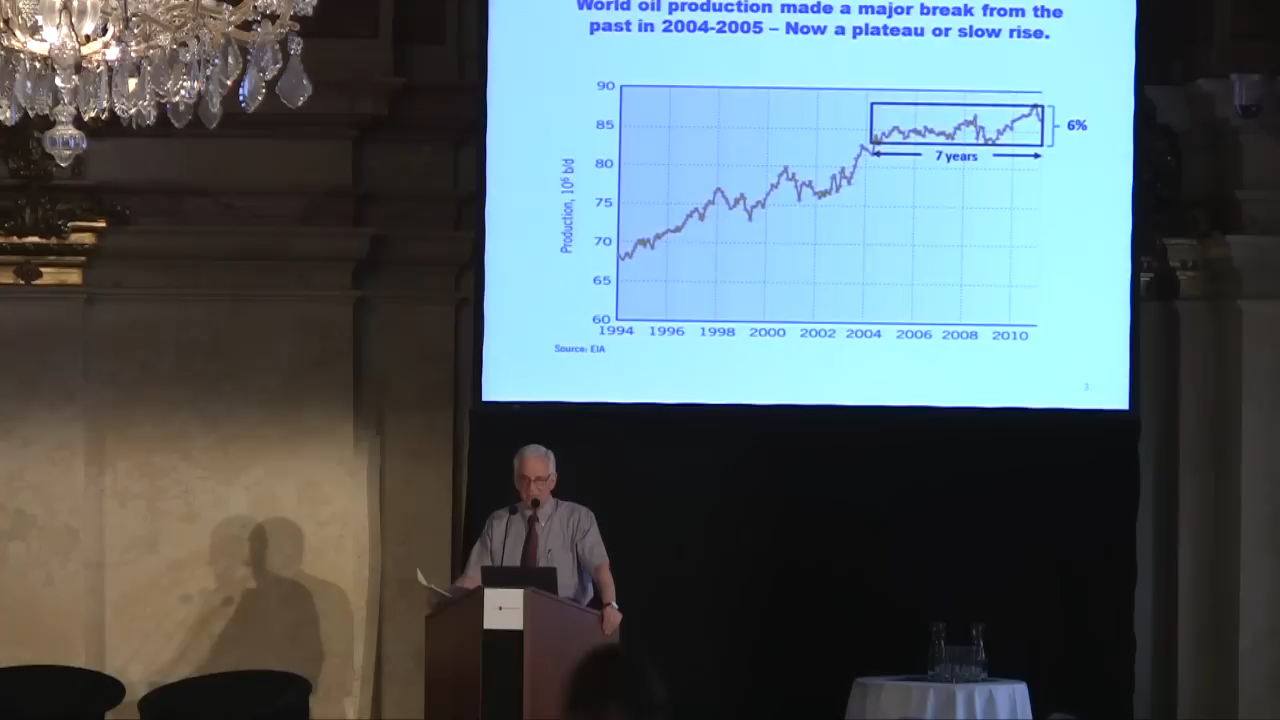 World oil production made a major break from the
past in 2004-2005 – Now a plateau or slow rise.
90
85
80
75
70
65
60
Production, 10⁶ b/d
6%
7 years
1994 1996 1998 2000 2002 2004 2006 2008 2010
Source: EIA
3